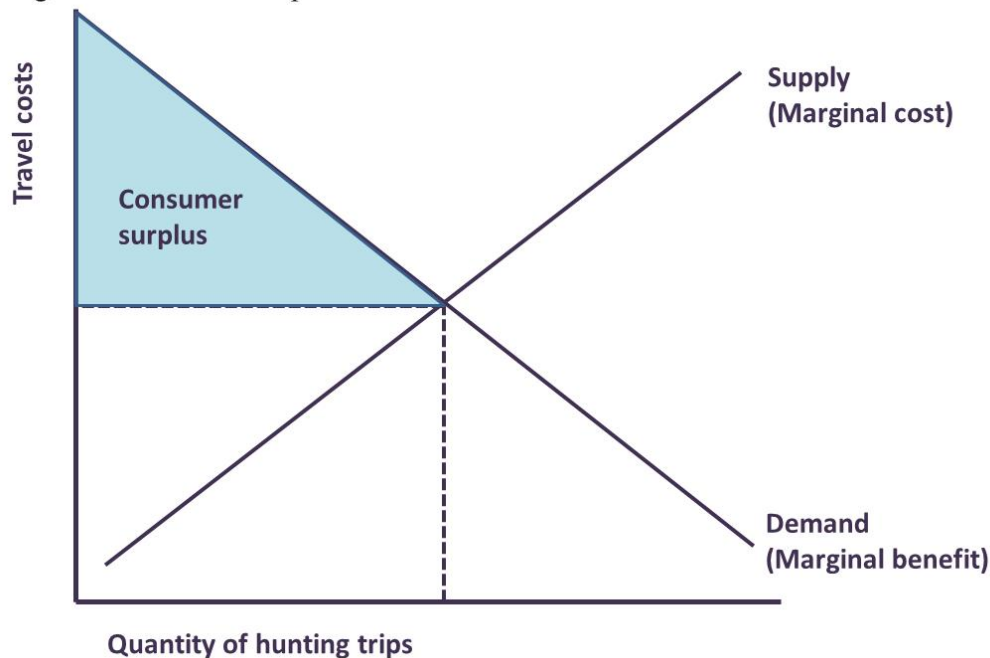 Travel costs
Supply
(Marginal cost)
Consumer
surplus
Demand
(Marginal benefit)
Quantity of hunting trips